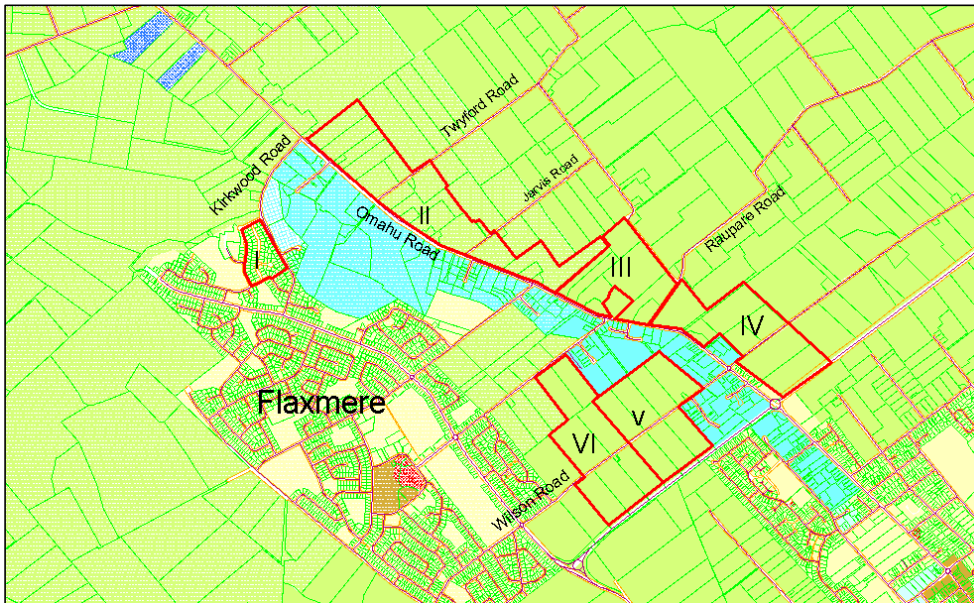 Twyford Road
Kirkwood Road
Jarvis Road
II
Omahu Road
Raupare Road
I
III
IV
Flaxmere
V
VI
Wilson Road